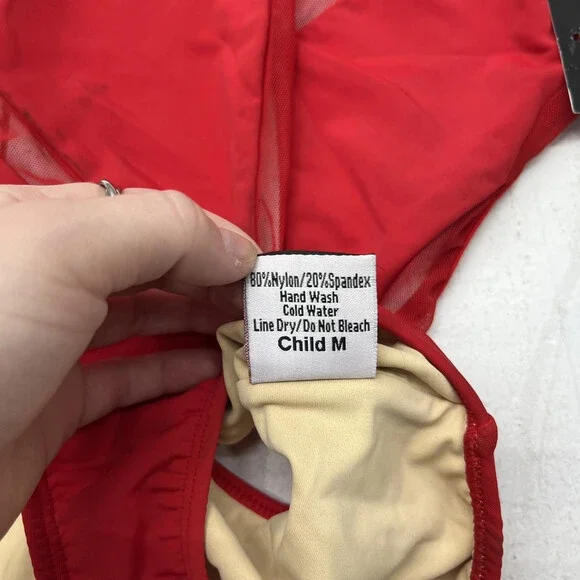 80%Nylon/20%Spandex
Hand Wash
Cold Water
Line Dry/Do Not Bleach
Child M